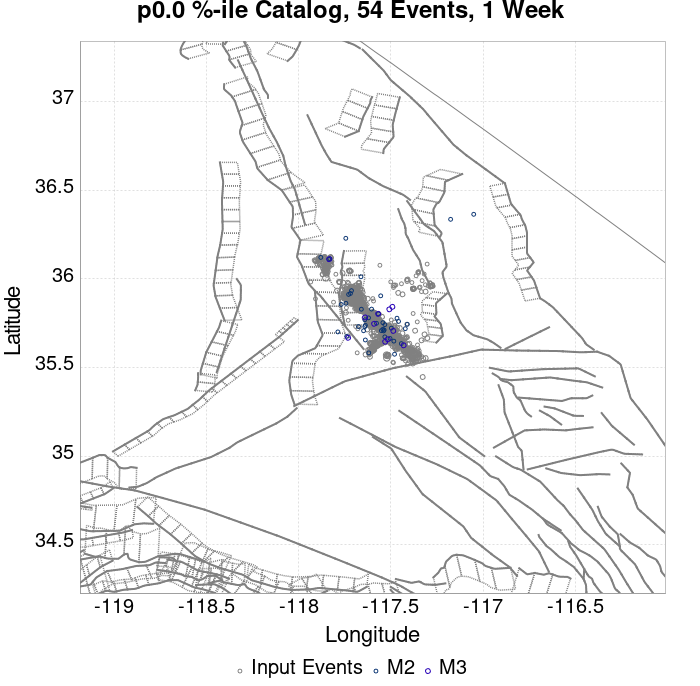 p0.0 %-ile Catalog, 54 Events, 1 Week
37
36.5
36
35.5
35
34.5
Latitude
-119
-118.5
-118
-117.5
-117
-116.5
Longitude
Input Events
M2
M3